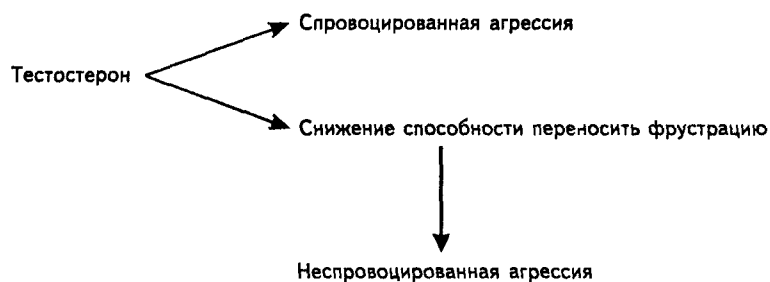 Спровоцированная агрессия
Тестостерон
Снижение способности переносить фрустрацию
Неспровоцированная агрессия